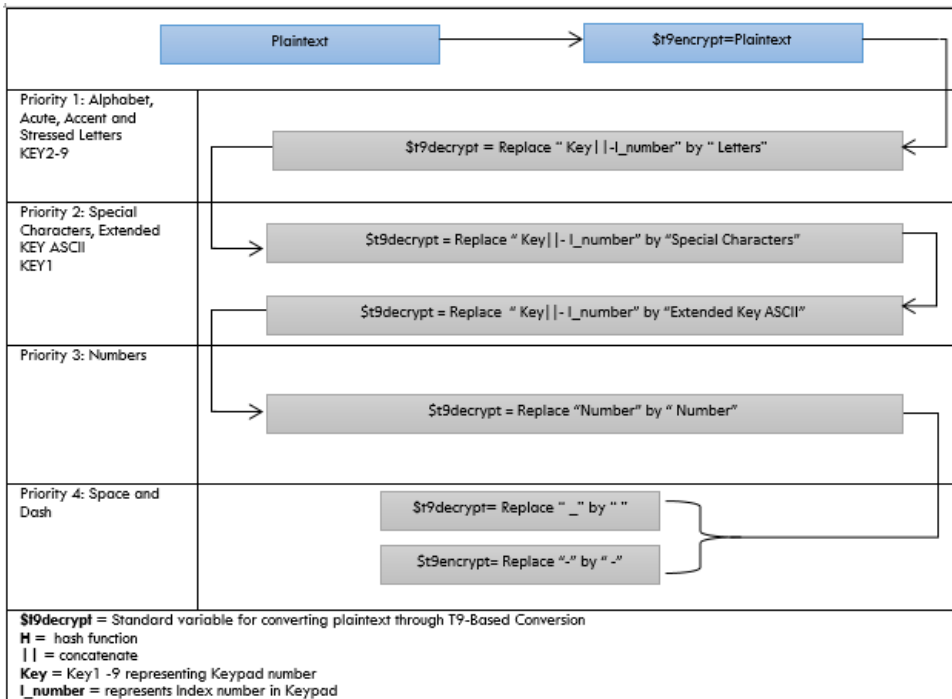 Plaintext
$t9encrypt=Plaintext
Priority 1: Alphabet,
Acute, Accent and
Stressed Letters
KEY2-9
$t9decrypt = Replace “ Key||-I_number” by “ Letters”
Priority 2: Special
Characters, Extended
KEY ASCII
KEY1
$t9decrypt = Replace “ Key||- I_number” by “Special Characters”
$t9decrypt = Replace “ Key||- I_number” by “Extended Key ASCII”
Priority 3: Numbers
$t9decrypt = Replace “Number” by “ Number”
Priority 4: Space and
Dash
$t9decrypt= Replace “ _” by “ ”
$t9encrypt= Replace “-” by “ -”
$t9decrypt = Standard variable for converting plaintext through T9-Based Conversion
H = hash function
|| = concatenate
Key = Key1 -9 representing Keypad number
I_number = represents Index number in Keypad